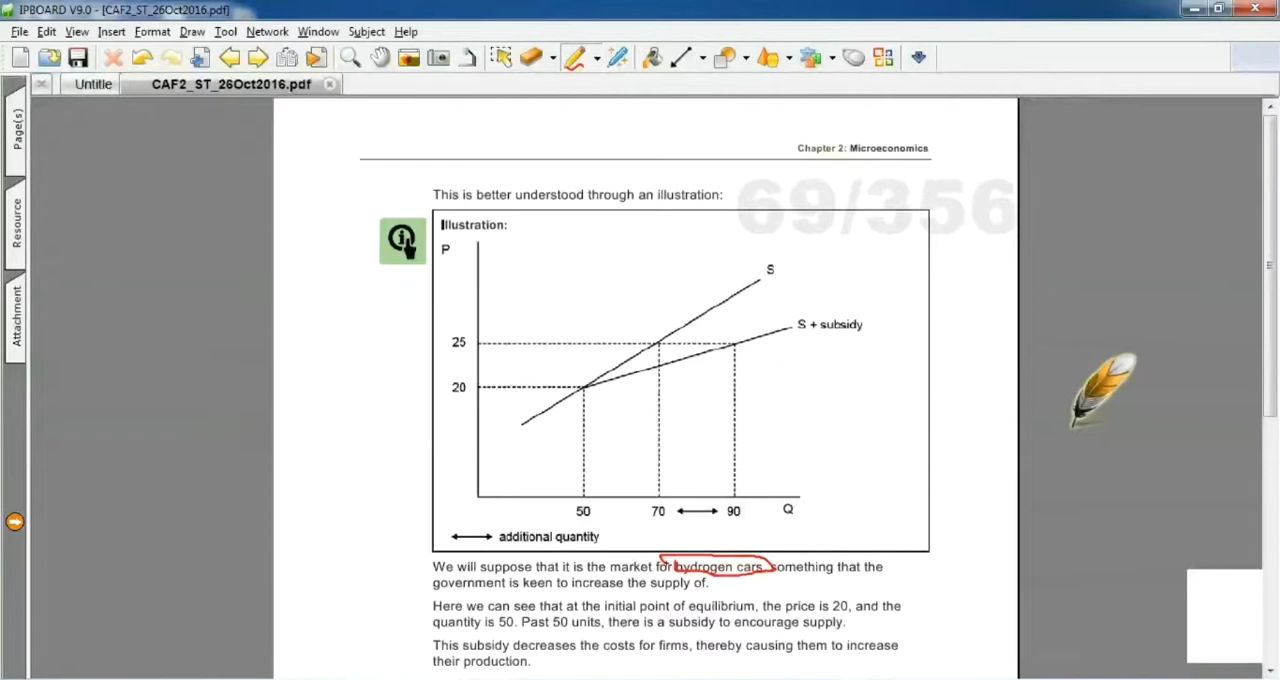 IPBOARD V9.0 - [CAF2_ST_26Oct2016.pdf]
File Edit View Insert Format Draw Tool Network Window Subject Help
Untitle CAF2_ST_26Oct2016.pdf
Page(s)
Resource
Attachment
Chapter 2: Microeconomics
69/356
This is better understood through an illustration:
Illustration:
P
S
S + subsidy
25
20
50 70 90 Q
additional quantity
We will suppose that it is the market for hydrogen cars, something that the
government is keen to increase the supply of.
Here we can see that at the initial point of equilibrium, the price is 20, and the
quantity is 50. Past 50 units, there is a subsidy to encourage supply.
This subsidy decreases the costs for firms, thereby causing them to increase
their production.